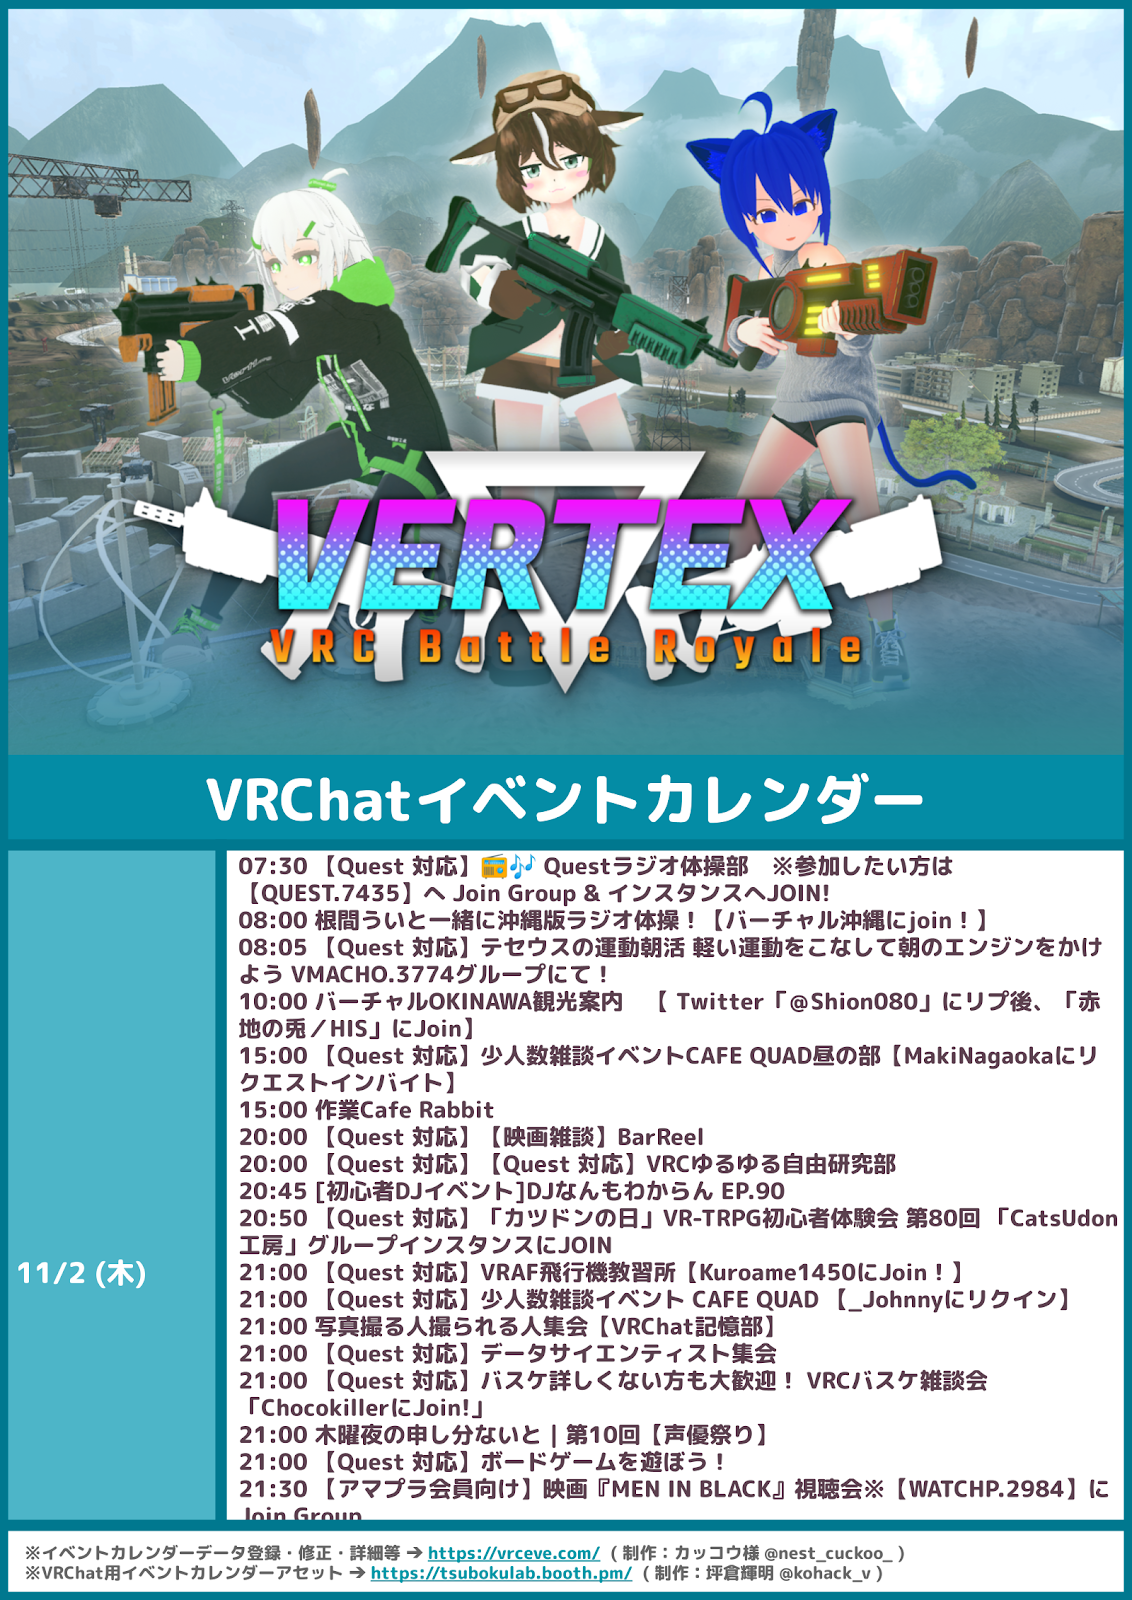 VERTEX
VRC Battle Royale
VRChatイベントカレンダー
11/2 (木)
07:30 【Quest 対応】📻🎶 Questラジオ体操部　※参加したい方は
【QUEST.7435】へ Join Group & インスタンスへJOIN!
08:00 根間ういと一緒に沖縄版ラジオ体操！【バーチャル沖縄にjoin！】
08:05 【Quest 対応】テセウスの運動朝活 軽い運動をこなして朝のエンジンをかけ
よう VMACHO.3774グループにて！
10:00 バーチャルOKINAWA観光案内　【 Twitter「＠Shion080」にリプ後、「赤
地の兎／HIS」にJoin】
15:00 【Quest 対応】少人数雑談イベントCAFE QUAD昼の部【MakiNagaokaにリ
クエストインバイト】
15:00 作業Cafe Rabbit
20:00 【Quest 対応】【映画雑談】BarReel
20:00 【Quest 対応】【Quest 対応】VRCゆるゆる自由研究部
20:45 [初心者DJイベント]DJなんもわからん EP.90
20:50 【Quest 対応】「カツドンの日」VR-TRPG初心者体験会 第80回 「CatsUdon
工房」グループインスタンスにJOIN
21:00 【Quest 対応】VRAF飛行機教習所【Kuroame1450にJoin！】
21:00 【Quest 対応】少人数雑談イベント CAFE QUAD 【_Johnnyにリクイン】
21:00 写真撮る人撮られる人集会【VRChat記憶部】
21:00 【Quest 対応】データサイエンティスト集会
21:00 【Quest 対応】バスケ詳しくない方も大歓迎！ VRCバスケ雑談会
「ChocokillerにJoin!」
21:00 木曜夜の申し分ないと | 第10回【声優祭り】
21:00 【Quest 対応】ボードゲームを遊ぼう！
21:30 【アマプラ会員向け】映画『MEN IN BLACK』視聴会※【WATCHP.2984】に
Join Group
※イベントカレンダーデータ登録・修正・詳細等 ➔ https://vrceve.com/ ( 制作：カッコウ様 @nest_cuckoo_ )
※VRChat用イベントカレンダーアセット ➔ https://tsubokulab.booth.pm/ ( 制作：坪倉輝明 @kohack_v )